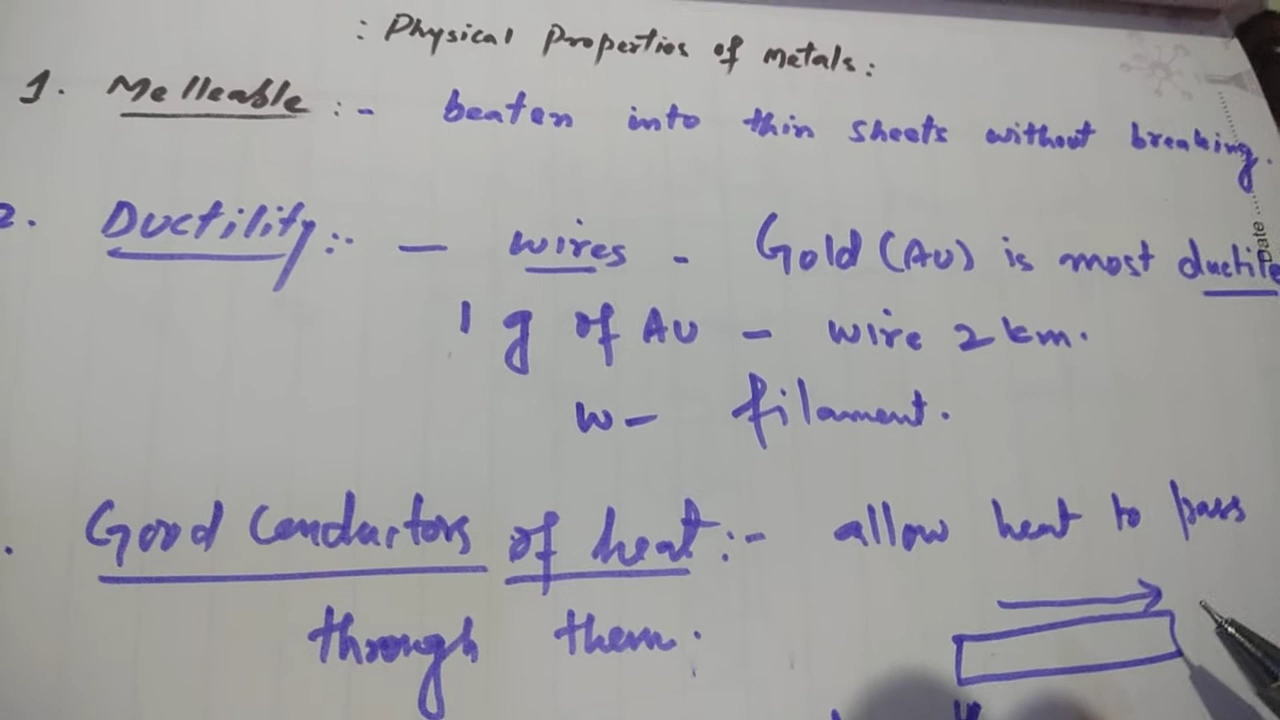 : Physical Properties of Metals :
1. Melleable :- beaten into thin sheets without breaking.
2. Ductility :- — wires - Gold (Au) is most ductile
1 g of Au - wire 2 km.
W - filament.
. Good Conductors of heat :- allow heat to pass
through them.
Date